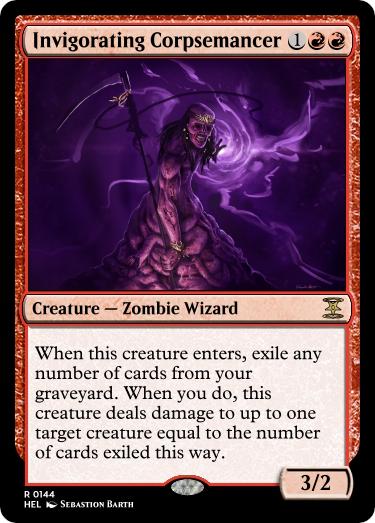 Invigorating Corpsemancer 1
Creature — Zombie Wizard
When this creature enters, exile any
number of cards from your
graveyard. When you do, this
creature deals damage to up to one
target creature equal to the number
of cards exiled this way.
3/2
R 0144
HEL Sebastion Barth